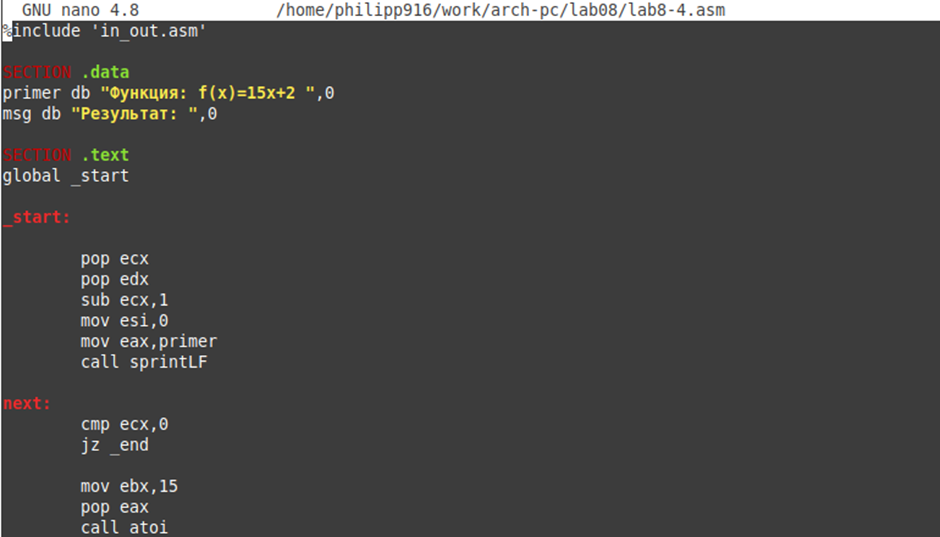 GNU nano 4.8 /home/philipp916/work/arch-pc/lab08/lab8-4.asm
%include 'in_out.asm'
SECTION .data
primer db "Функция: f(x)=15x+2 ",0
msg db "Результат: ",0
SECTION .text
global _start
_start:
pop ecx
pop edx
sub ecx,1
mov esi,0
mov eax,primer
call sprintLF
next:
cmp ecx,0
jz _end
mov ebx,15
pop eax
call atoi